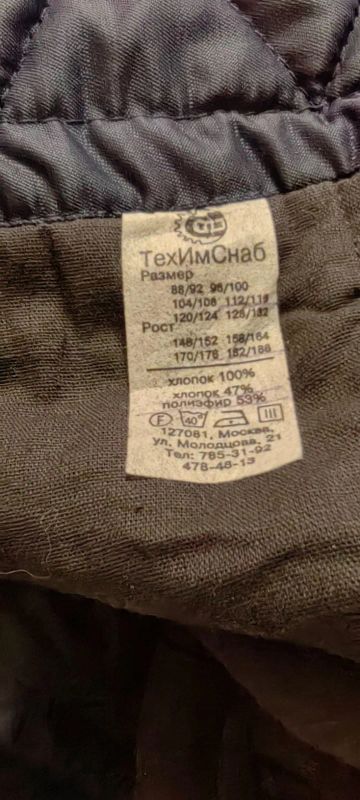 ТехИмСнаб
Размер
88/92 96/100
104/108 112/116
120/124 128/132
Рост
146/152 158/164
170/176 182/188
хлопок 100%
хлопок 47%
полиэфир 53%
F 40°
127081, Москва,
ул. Молодцова, 21
Тел: 785-31-92
478-48-13